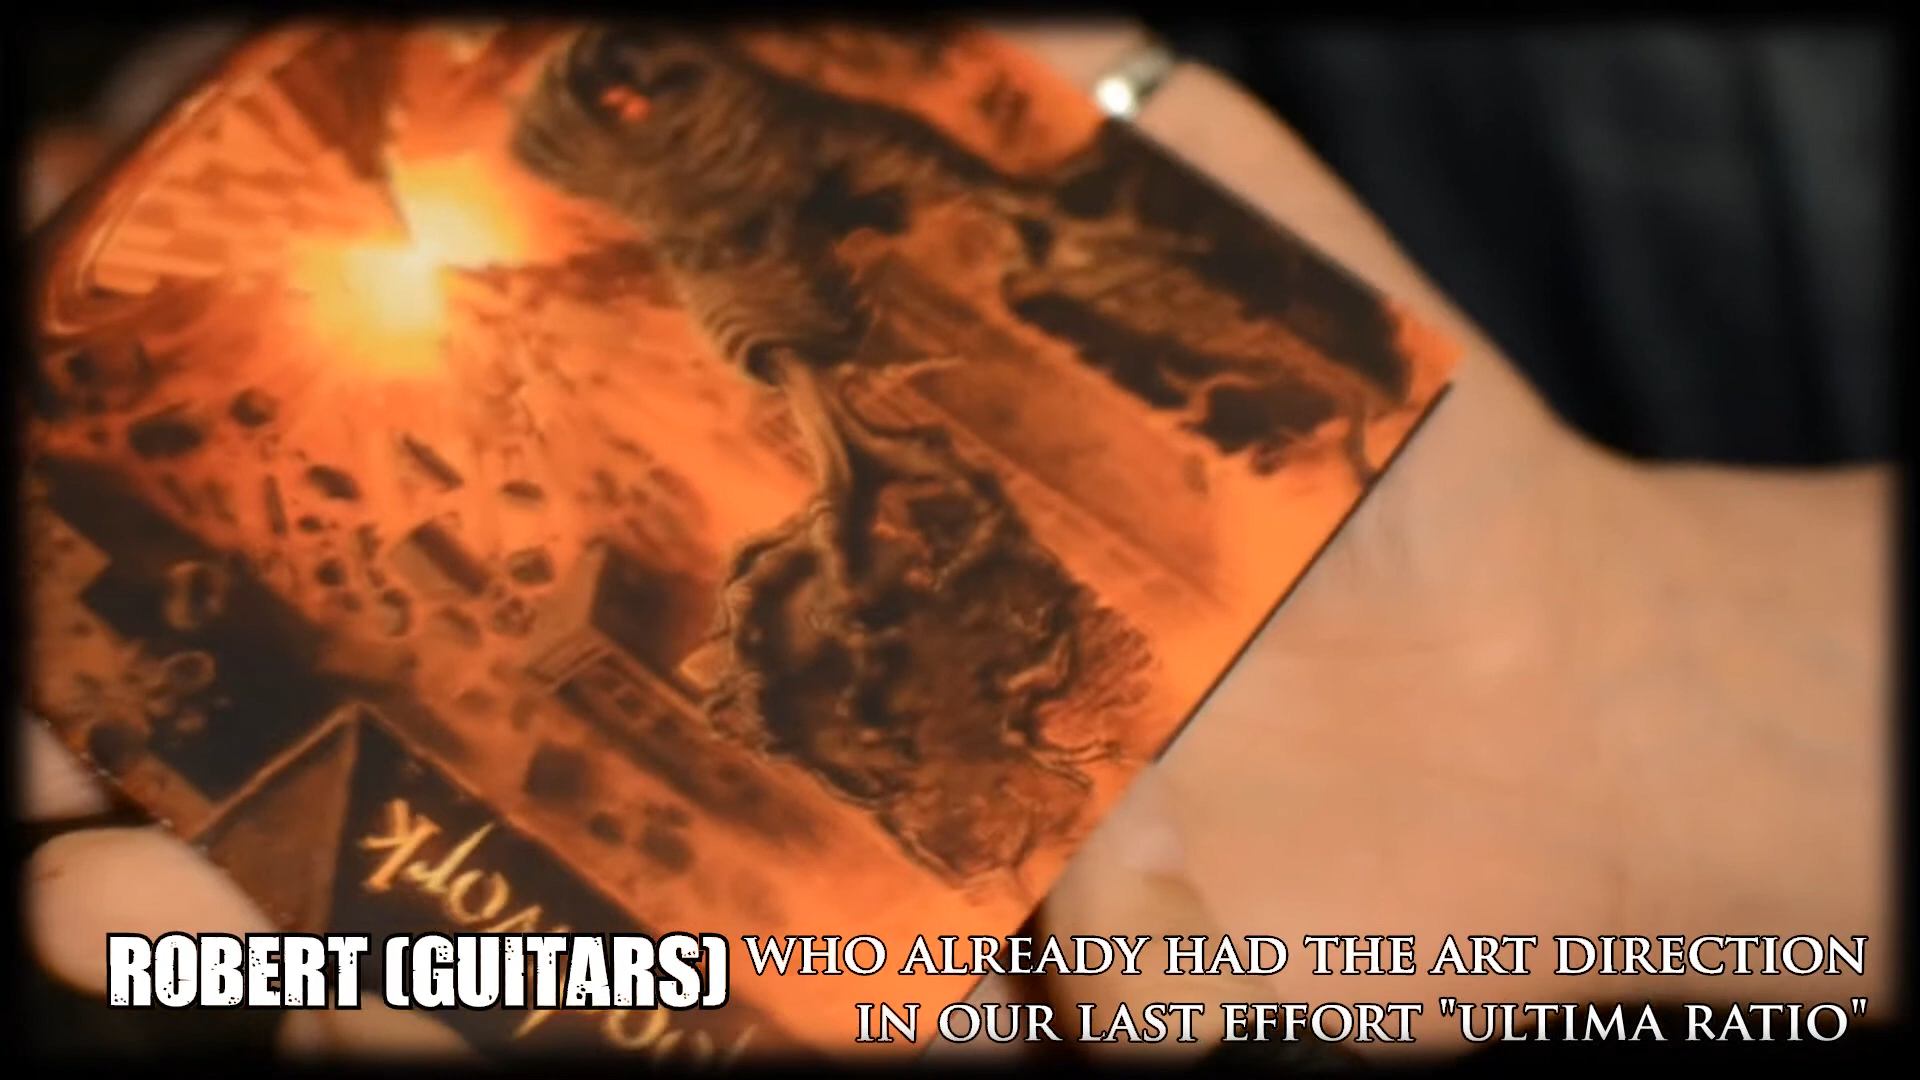 ROBERT (GUITARS)
WHO ALREADY HAD THE ART DIRECTION
IN OUR LAST EFFORT "ULTIMA RATIO"